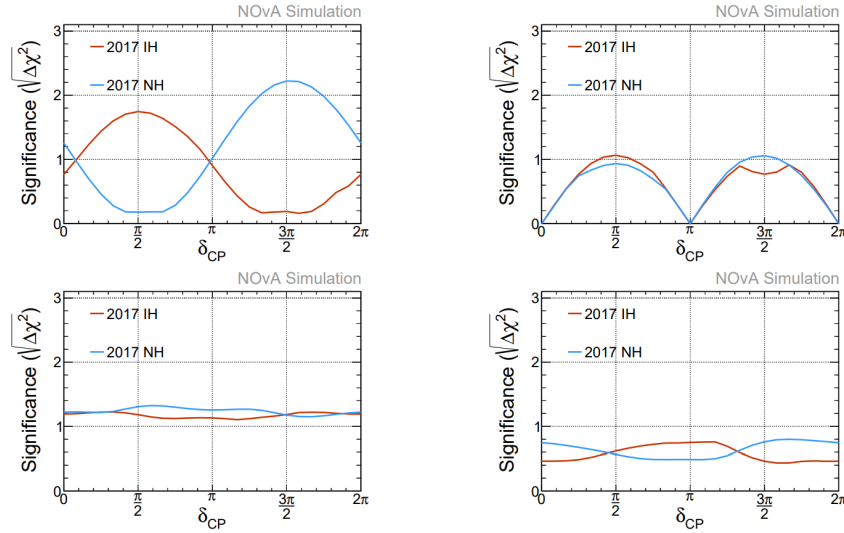 NOvA Simulation
Significance (√Δχ²)
3
2
1
0
2017 IH
2017 NH
0 π/2 π 3π/2 2π
δCP
NOvA Simulation
Significance (√Δχ²)
3
2
1
0
2017 IH
2017 NH
0 π/2 π 3π/2 2π
δCP
NOvA Simulation
Significance (√Δχ²)
3
2
1
0
2017 IH
2017 NH
0 π/2 π 3π/2 2π
δCP
NOvA Simulation
Significance (√Δχ²)
3
2
1
0
2017 IH
2017 NH
0 π/2 π 3π/2 2π
δCP